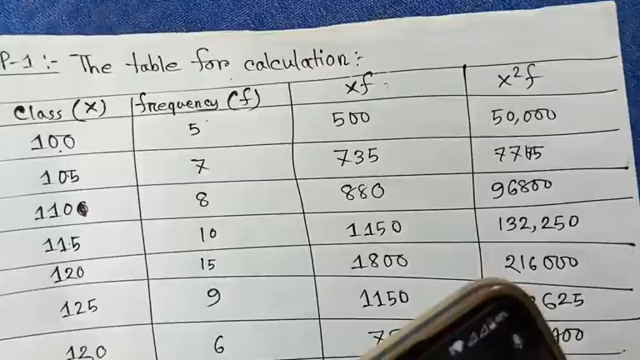 P-1:- The table for calculation:-
Class (X) frequency (f) xf x²f
100 5 500 50,000
105 7 735 7715
110 8 880 96800
115 10 1150 132,250
120 15 1800 216000
125 9 1150 625
120 6